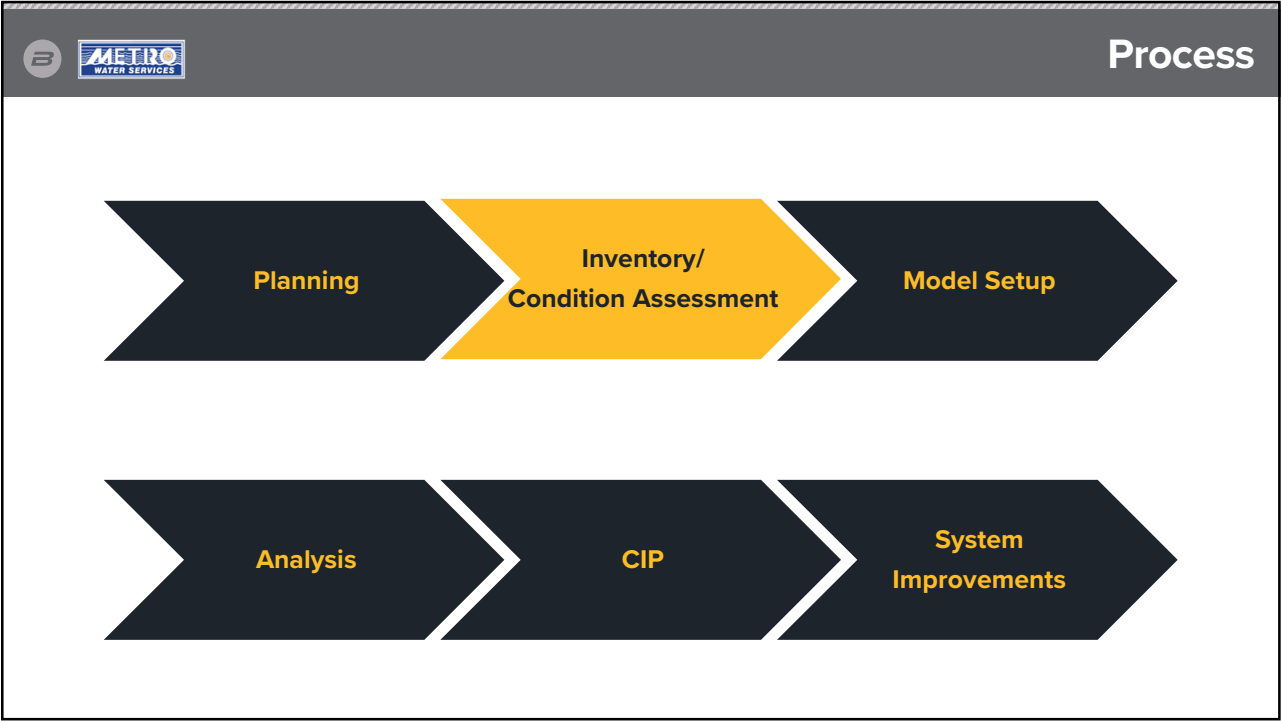 B
METRO
WATER SERVICES
Process
Planning
Inventory/
Condition Assessment
Model Setup
Analysis
CIP
System
Improvements